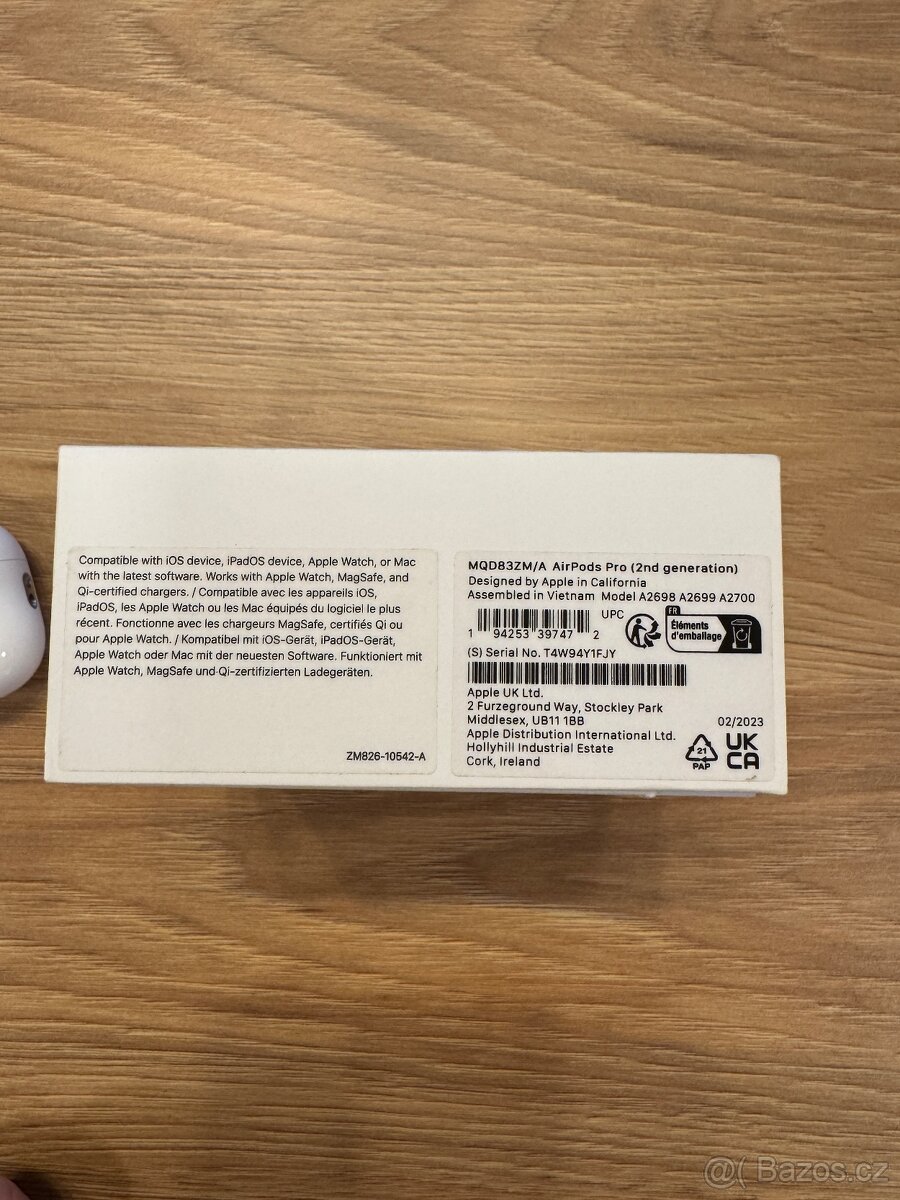 Compatible with iOS device, iPadOS device, Apple Watch, or Mac
with the latest software. Works with Apple Watch, MagSafe, and
Qi-certified chargers. / Compatible avec les appareils iOS,
iPadOS, les Apple Watch ou les Mac équipés du logiciel le plus
récent. Fonctionne avec les chargeurs MagSafe, certifiés Qi ou
pour Apple Watch. / Kompatibel mit iOS-Gerät, iPadOS-Gerät,
Apple Watch oder Mac mit der neuesten Software. Funktioniert mit
Apple Watch, MagSafe und Qi-zertifizierten Ladegeräten.
ZM826-10542-A
MQD83ZM/A AirPods Pro (2nd generation)
Designed by Apple in California
Assembled in Vietnam Model A2698 A2699 A2700
UPC
1 94253 39747 2
FR
Éléments
d'emballage
(S) Serial No. T4W94Y1FJY
Apple UK Ltd.
2 Furzeground Way, Stockley Park
Middlesex, UB11 1BB
Apple Distribution International Ltd.
Hollyhill Industrial Estate
Cork, Ireland
02/2023
21
PAP
UK
CA
@( Bazos.cz